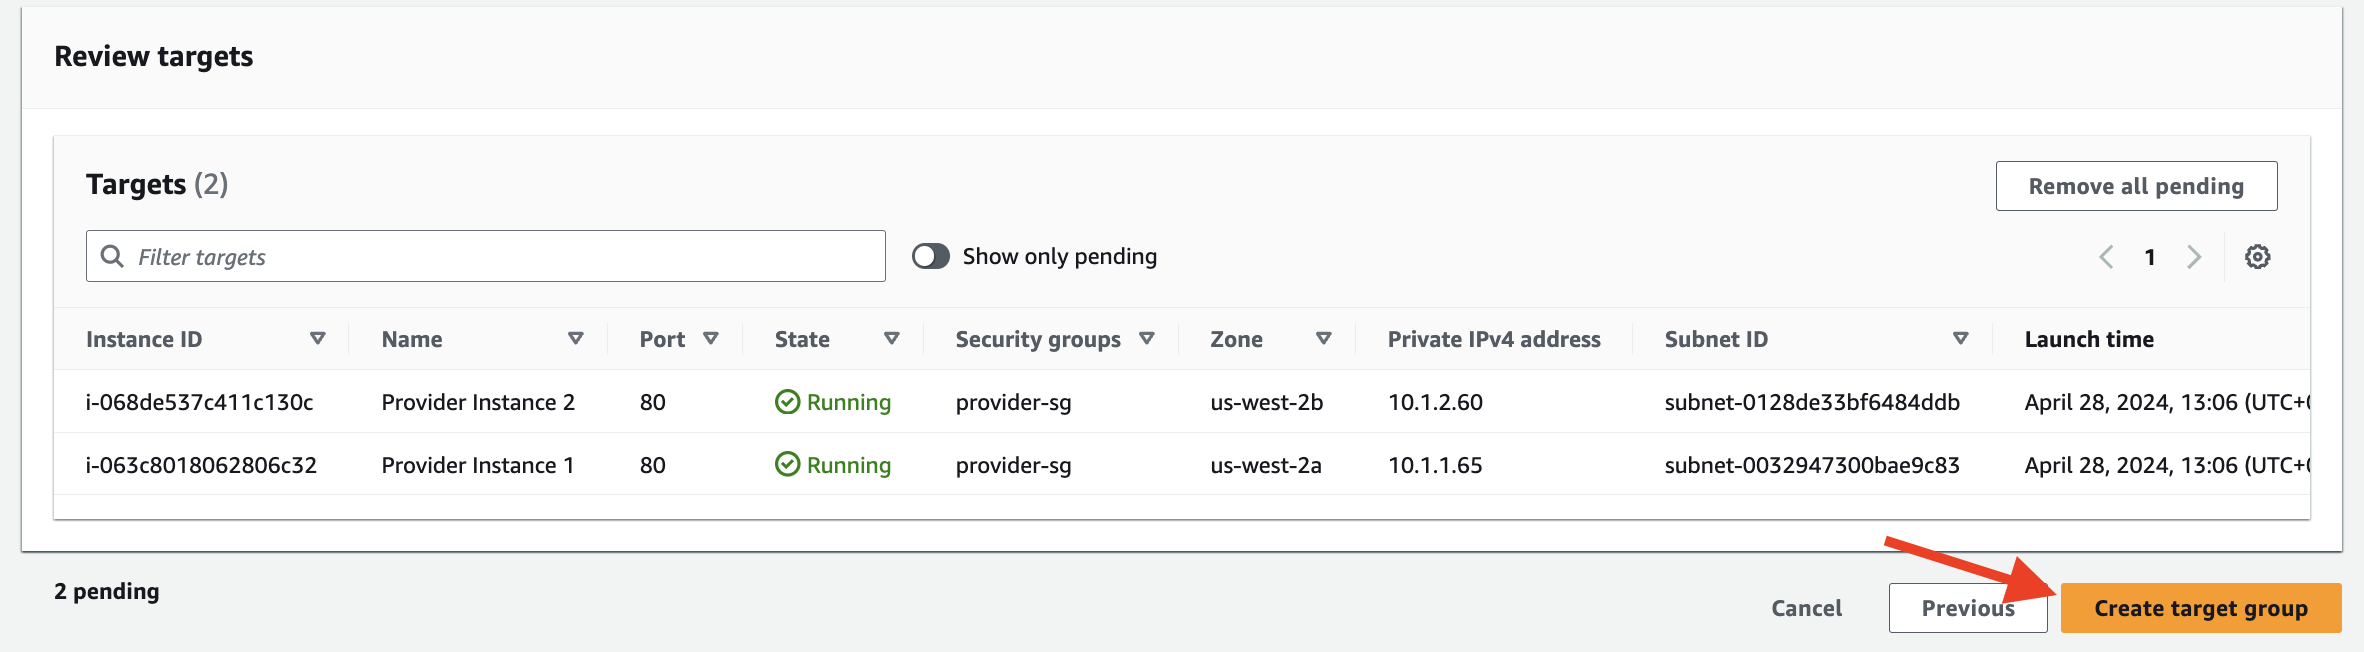 Review targets
Targets (2)
Remove all pending
Filter targets
Show only pending
1
Instance ID Name Port State Security groups Zone Private IPv4 address Subnet ID Launch time
i-068de537c411c130c Provider Instance 2 80 Running provider-sg us-west-2b 10.1.2.60 subnet-0128de33bf6484ddb April 28, 2024, 13:06 (UTC+
i-063c8018062806c32 Provider Instance 1 80 Running provider-sg us-west-2a 10.1.1.65 subnet-0032947300bae9c83 April 28, 2024, 13:06 (UTC+
2 pending
Cancel
Previous
Create target group